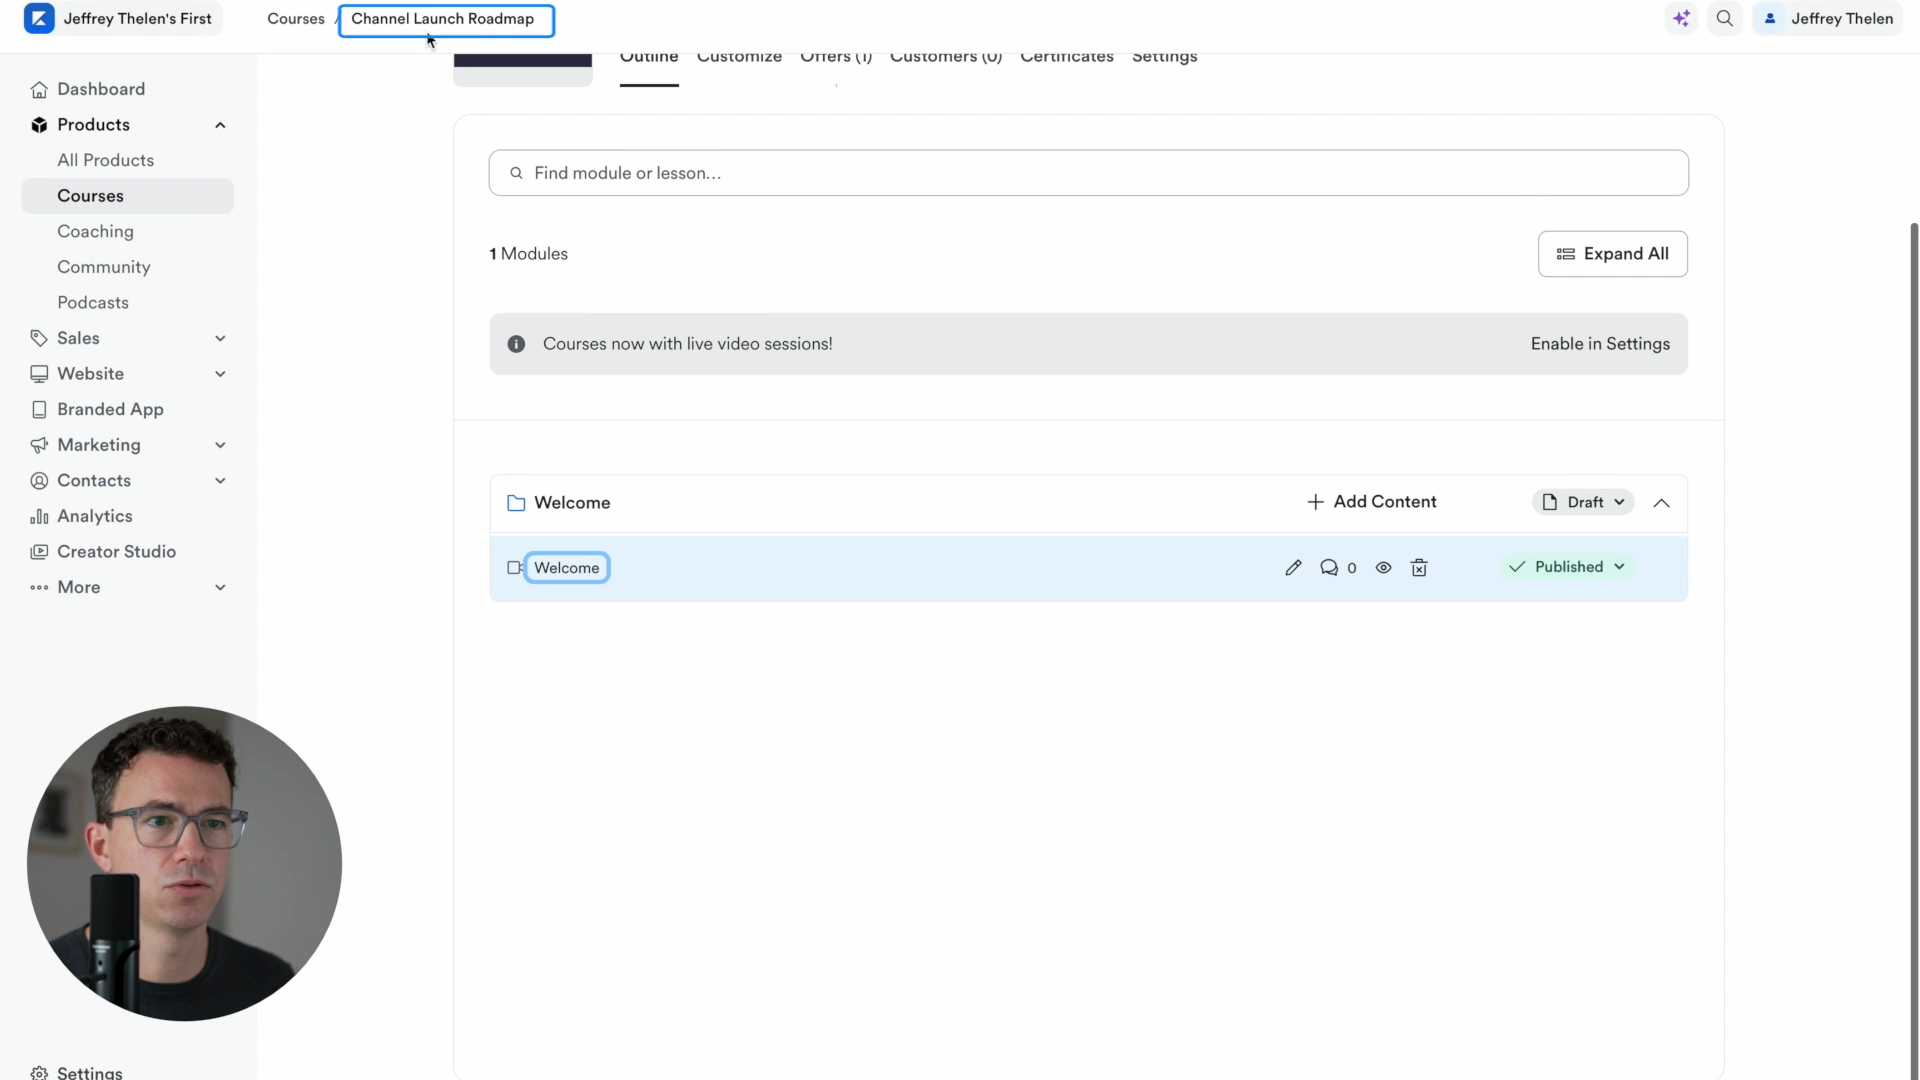 Jeffrey Thelen's First
Courses / Channel Launch Roadmap
Jeffrey Thelen
Outline Customize Offers (1) Customers (0) Certificates Settings
Dashboard
Products
All Products
Courses
Coaching
Community
Podcasts
Sales
Website
Branded App
Marketing
Contacts
Analytics
Creator Studio
More
Settings
Find module or lesson...
1 Modules
Expand All
Courses now with live video sessions!
Enable in Settings
Welcome
Add Content
Draft
Welcome
0
Published